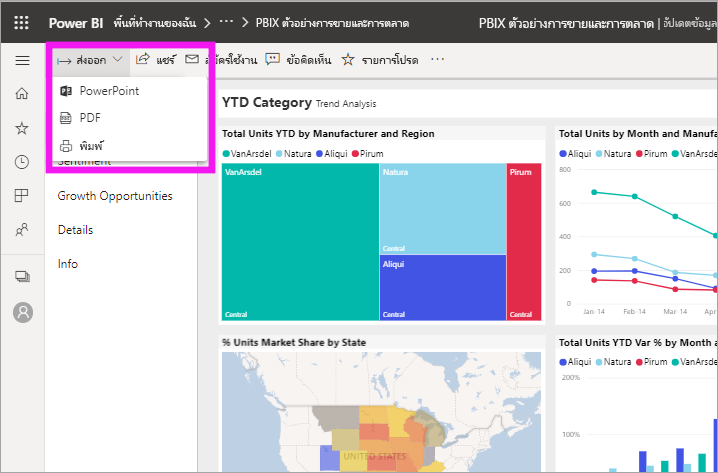 Power BI พื้นที่ทำงานของฉัน > ··· > PBIX ตัวอย่างการขายและการตลาด
PBIX ตัวอย่างการขายและการตลาด | อัปเดตข้อมูล
ส่งออก แชร์ สมัครใช้งาน ข้อคิดเห็น รายการโปรด ···
PowerPoint
PDF
พิมพ์
Sentiment
Growth Opportunities
Details
Info
YTD Category Trend Analysis
Total Units YTD by Manufacturer and Region
VanArsdel Natura Aliqui Pirum
VanArsdel
Central
Natura
Central
Aliqui
Central
Pirum
Central
Total Units by Month and Manufa
Aliqui Natura Pirum VanArsde
800
600
400
200
0
Jan-14 Feb-14 Mar-14 Apr-
% Units Market Share by State
UNITED STATES
Total Units YTD Var % by Month a
Aliqui Natura Pirum VanArsde
200%
100%